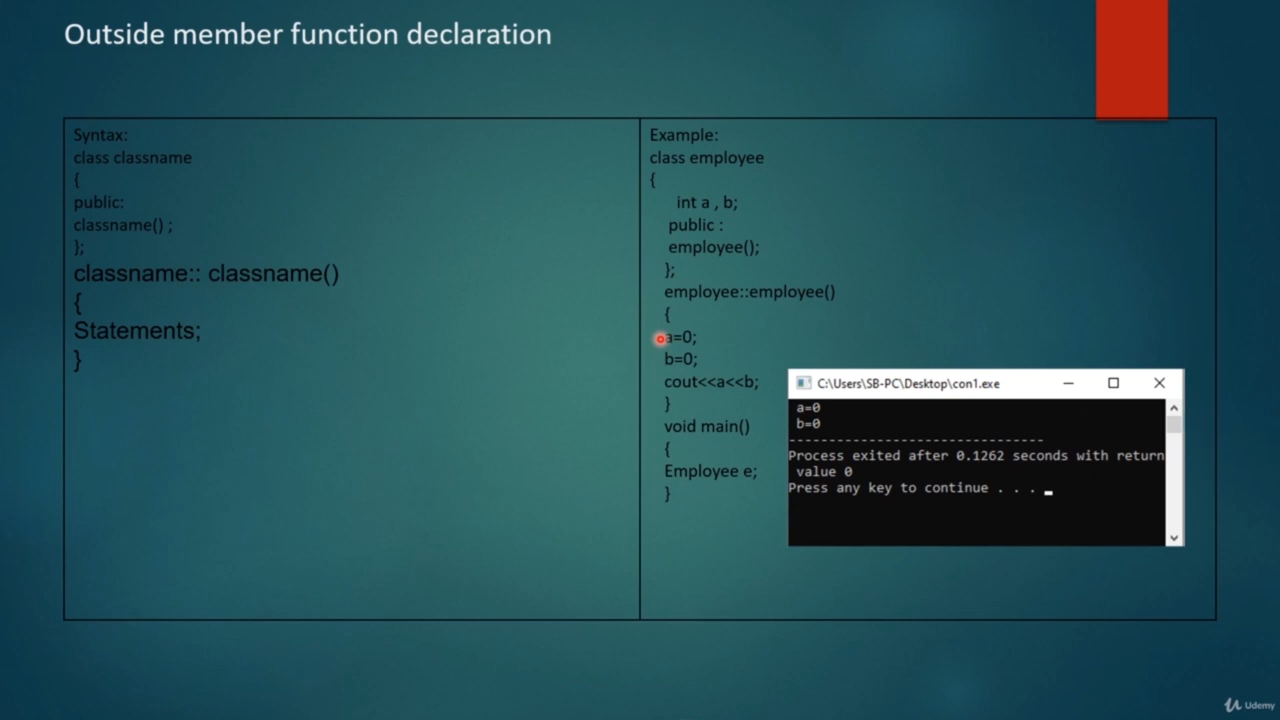 Outside member function declaration
Syntax:
class classname
{
public:
classname() ;
};
classname:: classname()
{
Statements;
}
Example:
class employee
{
int a , b;
public :
employee();
};
employee::employee()
{
a=0;
b=0;
cout<<a<<b;
}
void main()
{
Employee e;
}
C:\Users\SB-PC\Desktop\con1.exe
a=0
b=0
--------------------------------
Process exited after 0.1262 seconds with return
value 0
Press any key to continue . . .
Udemy